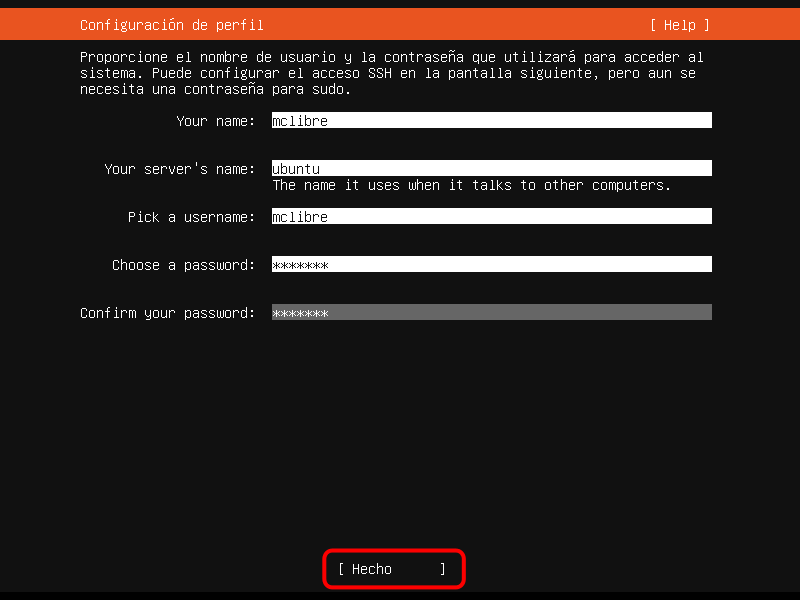 Configuración de perfil [ Help ]
Proporcione el nombre de usuario y la contraseña que utilizará para acceder al
sistema. Puede configurar el acceso SSH en la pantalla siguiente, pero aun se
necesita una contraseña para sudo.
Your name: mclibre
Your server's name: ubuntu
The name it uses when it talks to other computers.
Pick a username: mclibre
Choose a password: *******
Confirm your password: *******
[ Hecho ]